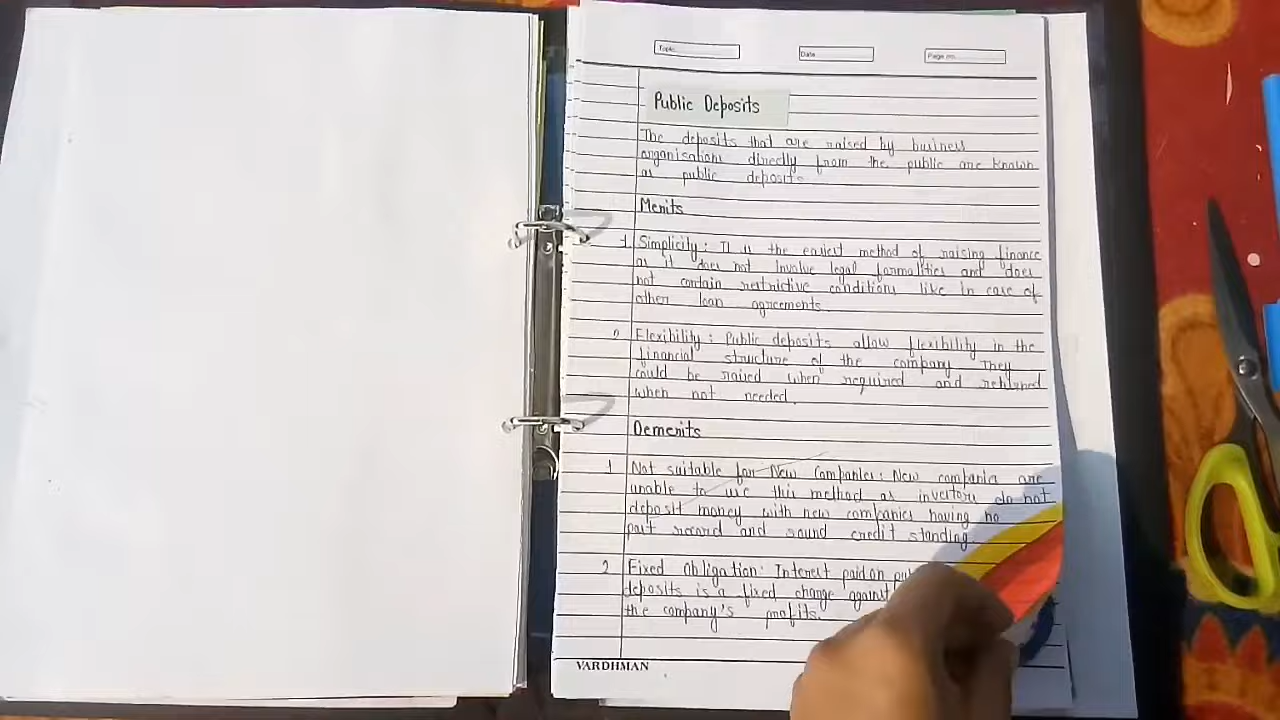 Topic
Date
Page no.
Public Deposits
The deposits that are raised by business
organisations directly from the public are known
as public deposits.
Merits
1 Simplicity: It is the easiest method of raising finance
as it does not involve legal formalities and does
not contain restrictive conditions like in case of
other loan agreements.
2 Flexibility: Public deposits allow flexibility in the
financial structure of the company. They
could be raised when required and returned
when not needed.
Demerits
1 Not suitable for New Companies: New companies are
unable to use this method as investors do not
deposit money with new companies having no
past record and sound credit standing.
2 Fixed Obligation: Interest paid on
deposits is a fixed charge against
the company's profits.
VARDHMAN